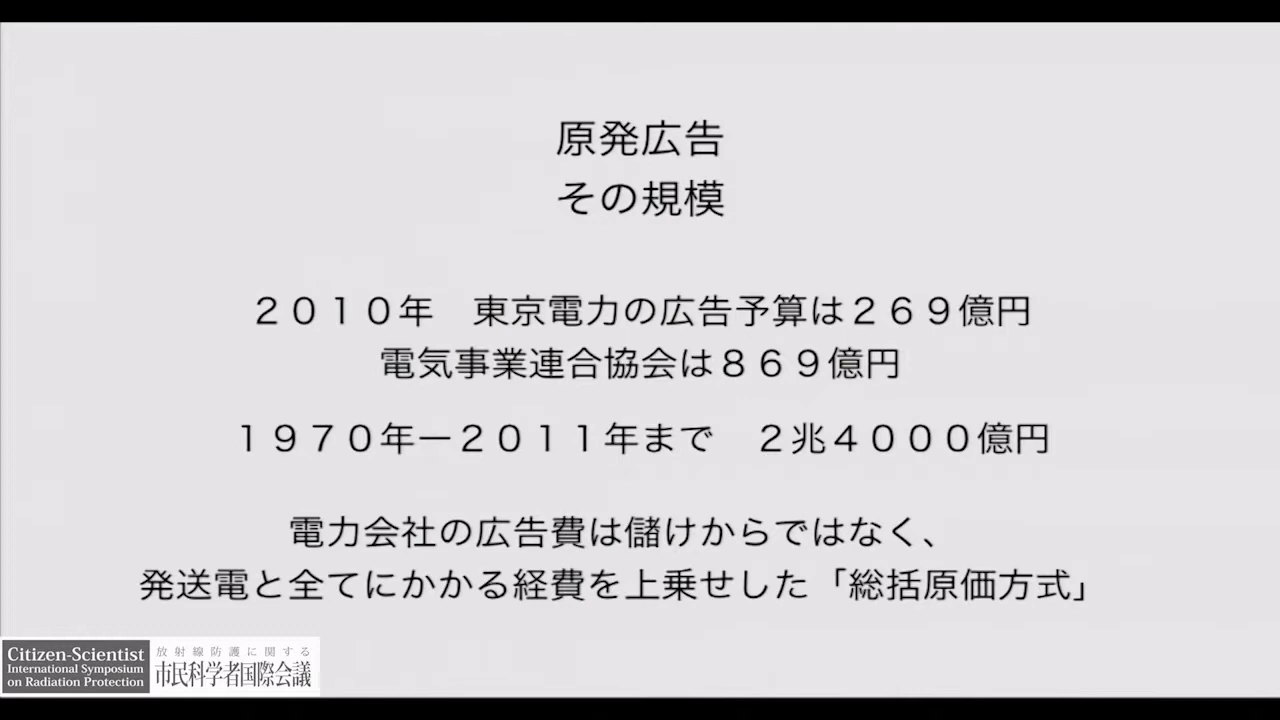 原発広告
その規模
２０１０年　東京電力の広告予算は２６９億円
電気事業連合協会は８６９億円
１９７０年ー２０１１年まで　２兆４０００億円
電力会社の広告費は儲けからではなく、
発送電と全てにかかる経費を上乗せした「総括原価方式」
Citizen-Scientist
International Symposium
on Radiation Protection
放射線防護に関する
市民科学者国際会議